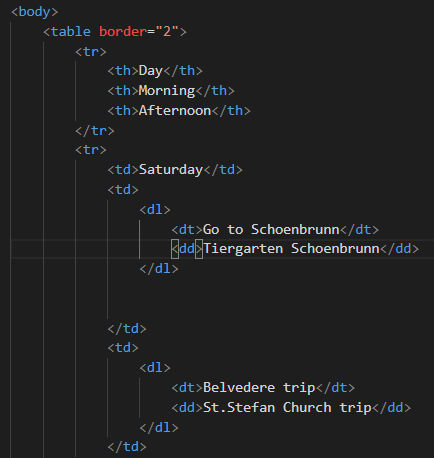 <body>
<table border="2">
<tr>
<th>Day</th>
<th>Morning</th>
<th>Afternoon</th>
</tr>
<tr>
<td>Saturday</td>
<td>
<dl>
<dt>Go to Schoenbrunn</dt>
<dd>Tiergarten Schoenbrunn</dd>
</dl>
</td>
<td>
<dl>
<dt>Belvedere trip</dt>
<dd>St.Stefan Church trip</dd>
</dl>
</td>